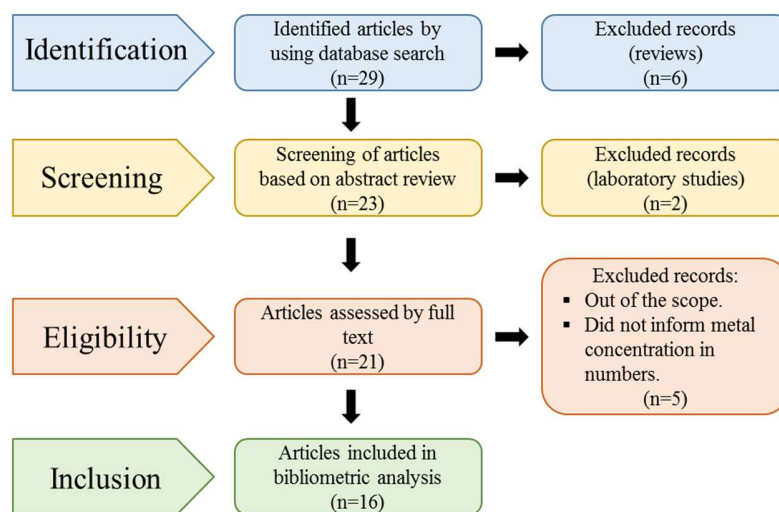 Identification
Identified articles by
using database search
(n=29)
Excluded records
(reviews)
(n=6)
Screening
Screening of articles
based on abstract review
(n=23)
Excluded records
(laboratory studies)
(n=2)
Eligibility
Articles assessed by full
text
(n=21)
Excluded records:
▪ Out of the scope.
▪ Did not inform metal
concentration in
numbers.
(n=5)
Inclusion
Articles included in
bibliometric analysis
(n=16)